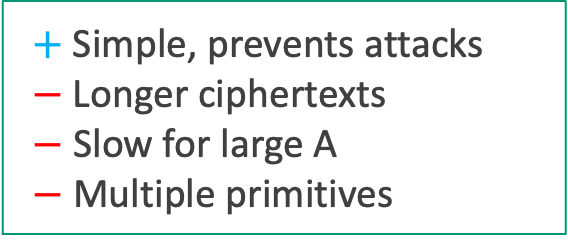 + Simple, prevents attacks
− Longer ciphertexts
− Slow for large A
− Multiple primitives